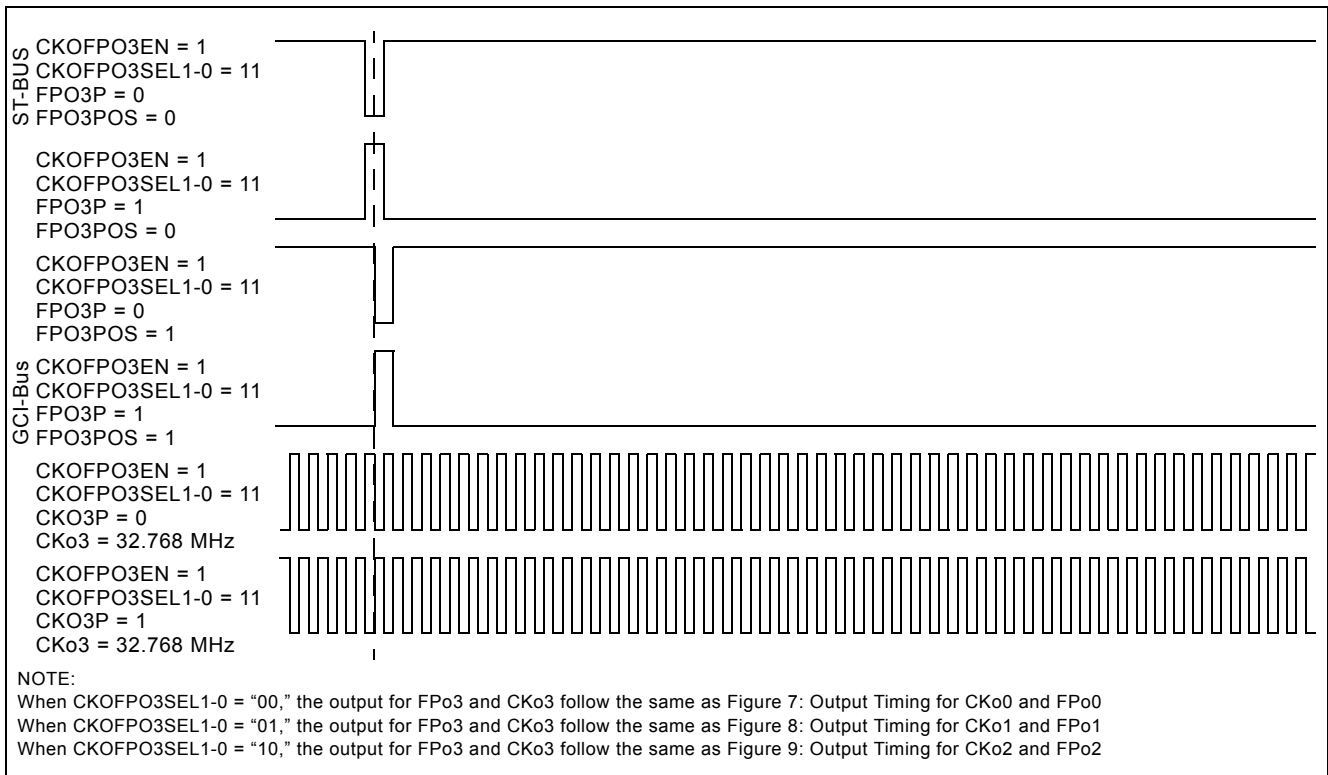 ST-BUS
CKOFPO3EN = 1
CKOFPO3SEL1-0 = 11
FPO3P = 0
FPO3POS = 0
CKOFPO3EN = 1
CKOFPO3SEL1-0 = 11
FPO3P = 1
FPO3POS = 0
CKOFPO3EN = 1
CKOFPO3SEL1-0 = 11
FPO3P = 0
FPO3POS = 1
GCI-Bus
CKOFPO3EN = 1
CKOFPO3SEL1-0 = 11
FPO3P = 1
FPO3POS = 1
CKOFPO3EN = 1
CKOFPO3SEL1-0 = 11
CKO3P = 0
CKo3 = 32.768 MHz
CKOFPO3EN = 1
CKOFPO3SEL1-0 = 11
CKO3P = 1
CKo3 = 32.768 MHz
NOTE:
When CKOFPO3SEL1-0 = “00,” the output for FPo3 and CKo3 follow the same as Figure 7: Output Timing for CKo0 and FPo0
When CKOFPO3SEL1-0 = “01,” the output for FPo3 and CKo3 follow the same as Figure 8: Output Timing for CKo1 and FPo1
When CKOFPO3SEL1-0 = “10,” the output for FPo3 and CKo3 follow the same as Figure 9: Output Timing for CKo2 and FPo2